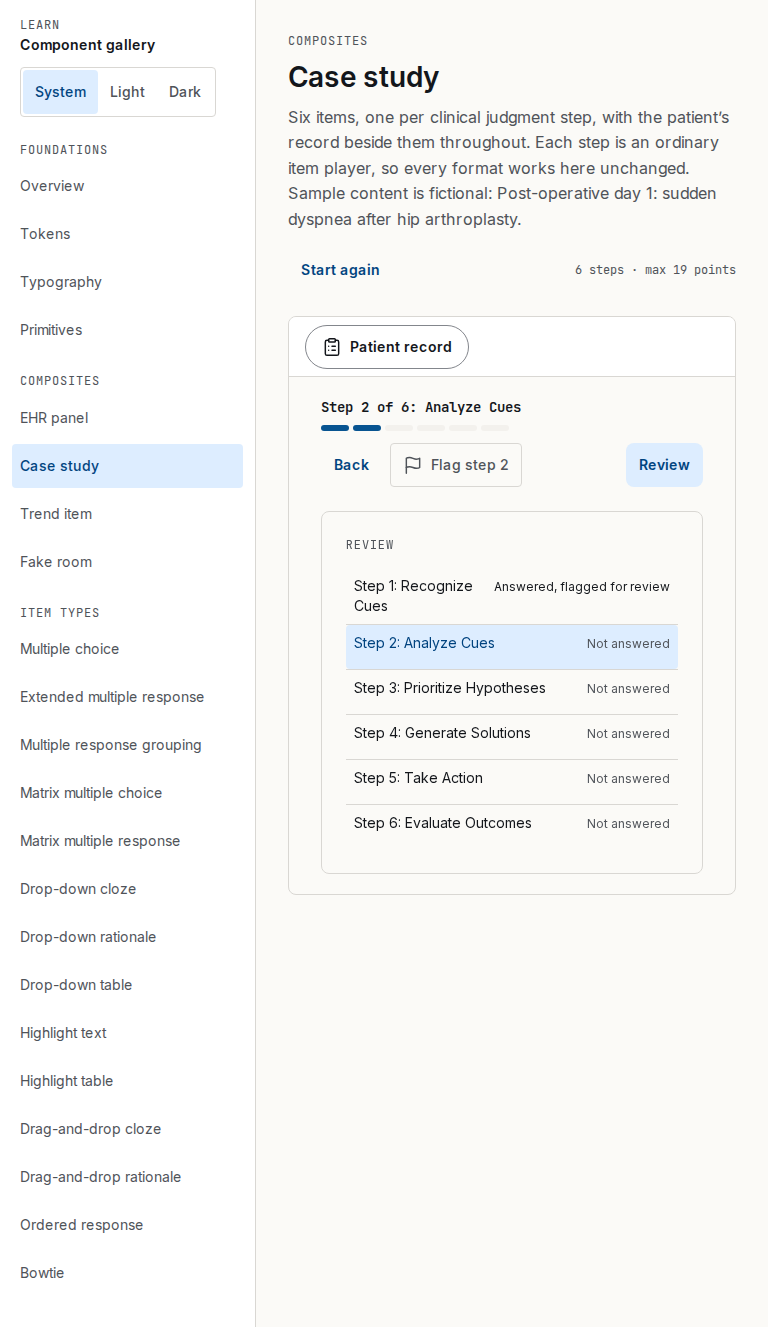 LEARN
Component gallery
System Light Dark
FOUNDATIONS
Overview
Tokens
Typography
Primitives
COMPOSITES
EHR panel
Case study
Trend item
Fake room
ITEM TYPES
Multiple choice
Extended multiple response
Multiple response grouping
Matrix multiple choice
Matrix multiple response
Drop-down cloze
Drop-down rationale
Drop-down table
Highlight text
Highlight table
Drag-and-drop cloze
Drag-and-drop rationale
Ordered response
Bowtie
COMPOSITES
Case study
Six items, one per clinical judgment step, with the patient’s
record beside them throughout. Each step is an ordinary
item player, so every format works here unchanged.
Sample content is fictional: Post-operative day 1: sudden
dyspnea after hip arthroplasty.
Start again 6 steps · max 19 points
Patient record
Step 2 of 6: Analyze Cues
Back Flag step 2 Review
REVIEW
Step 1: Recognize Answered, flagged for review
Cues
Step 2: Analyze Cues Not answered
Step 3: Prioritize Hypotheses Not answered
Step 4: Generate Solutions Not answered
Step 5: Take Action Not answered
Step 6: Evaluate Outcomes Not answered